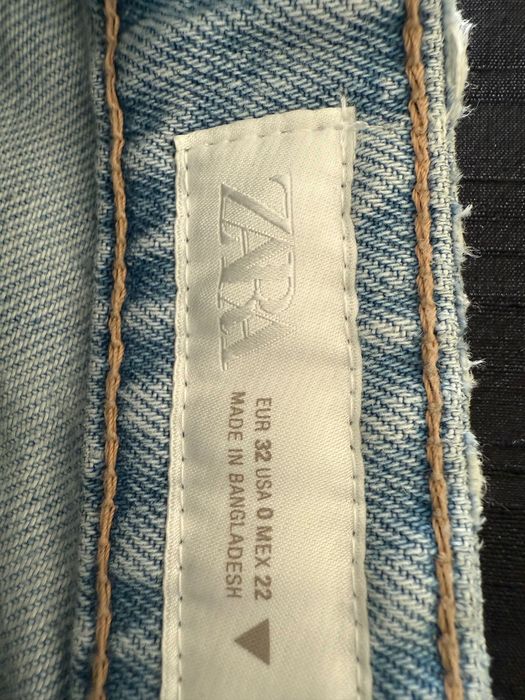 ZARA
EUR 32 USA 0 MEX 22
MADE IN BANGLADESH